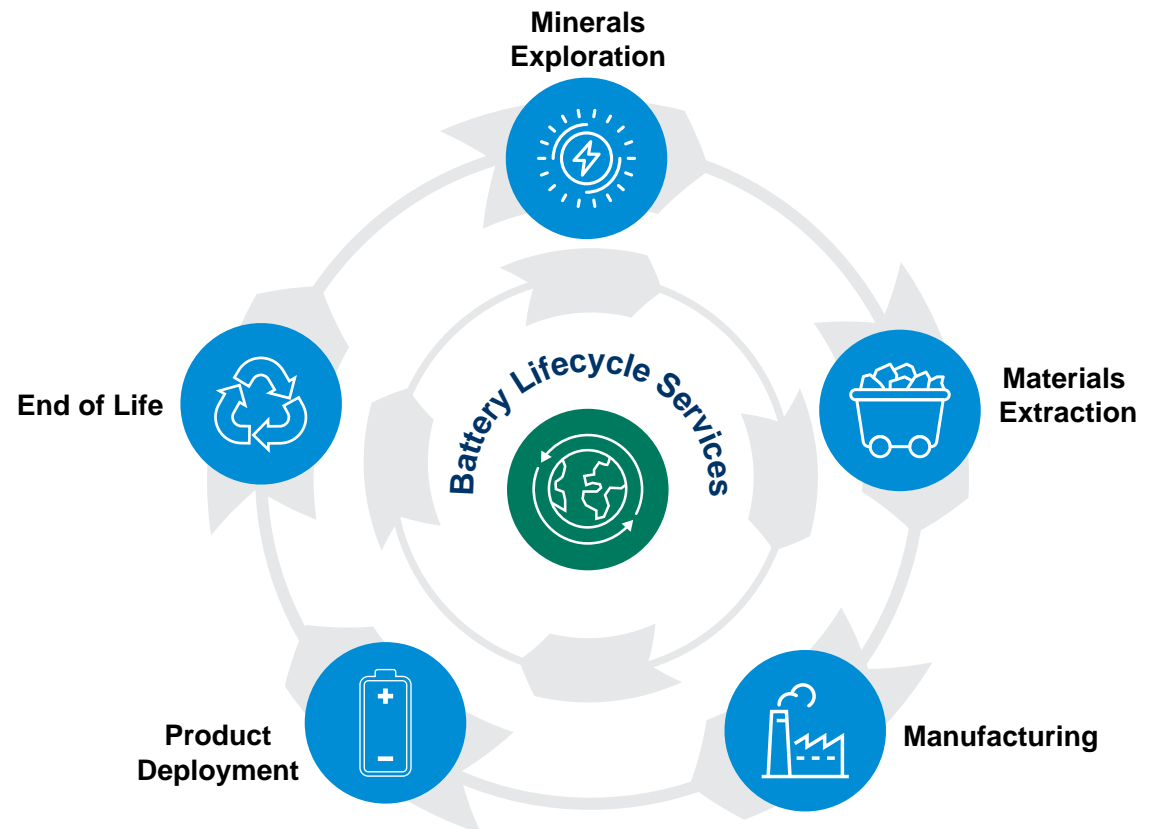 Minerals
Exploration
Battery Lifecycle Services
Materials
Extraction
End of Life
Manufacturing
Product
Deployment